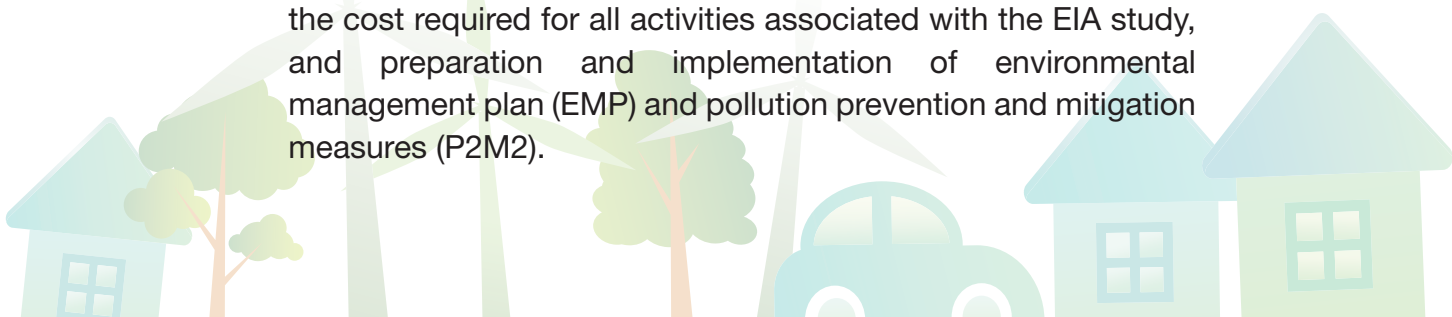 the cost required for all activities associated with the EIA study,
and preparation and implementation of environmental
management plan (EMP) and pollution prevention and mitigation
measures (P2M2).